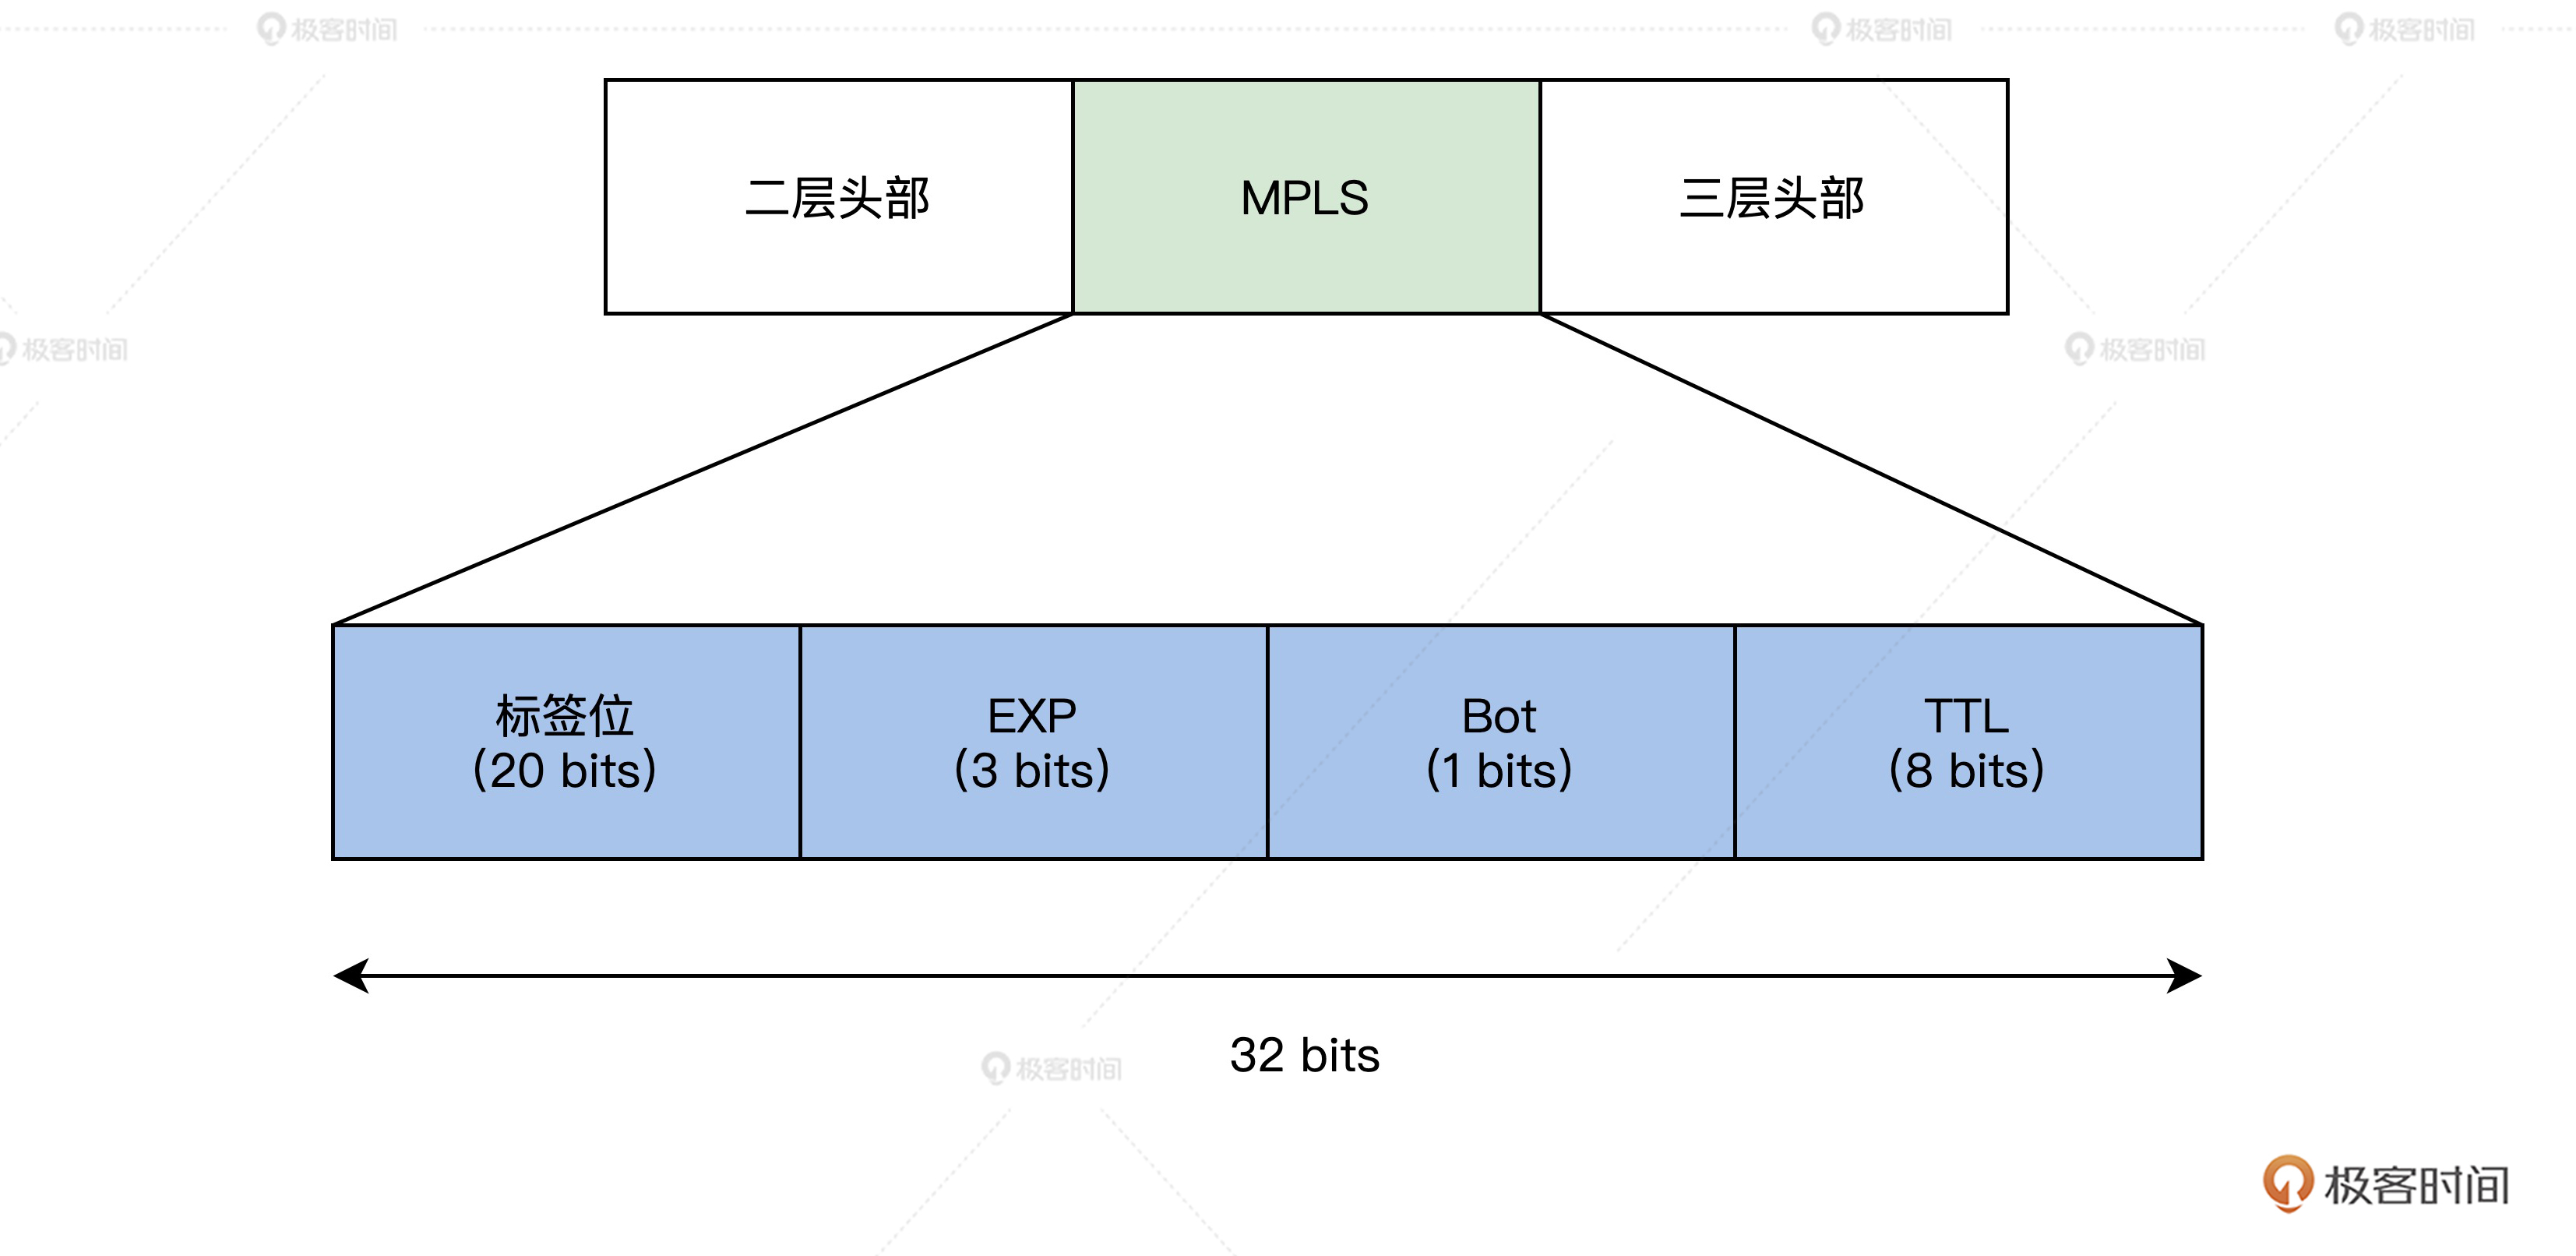 极客时间
极客时间
极客时间
二层头部
MPLS
三层头部
极客时间
极客时间
标签位
(20 bits)
EXP
(3 bits)
Bot
(1 bits)
TTL
(8 bits)
32 bits
极客时间
极客时间